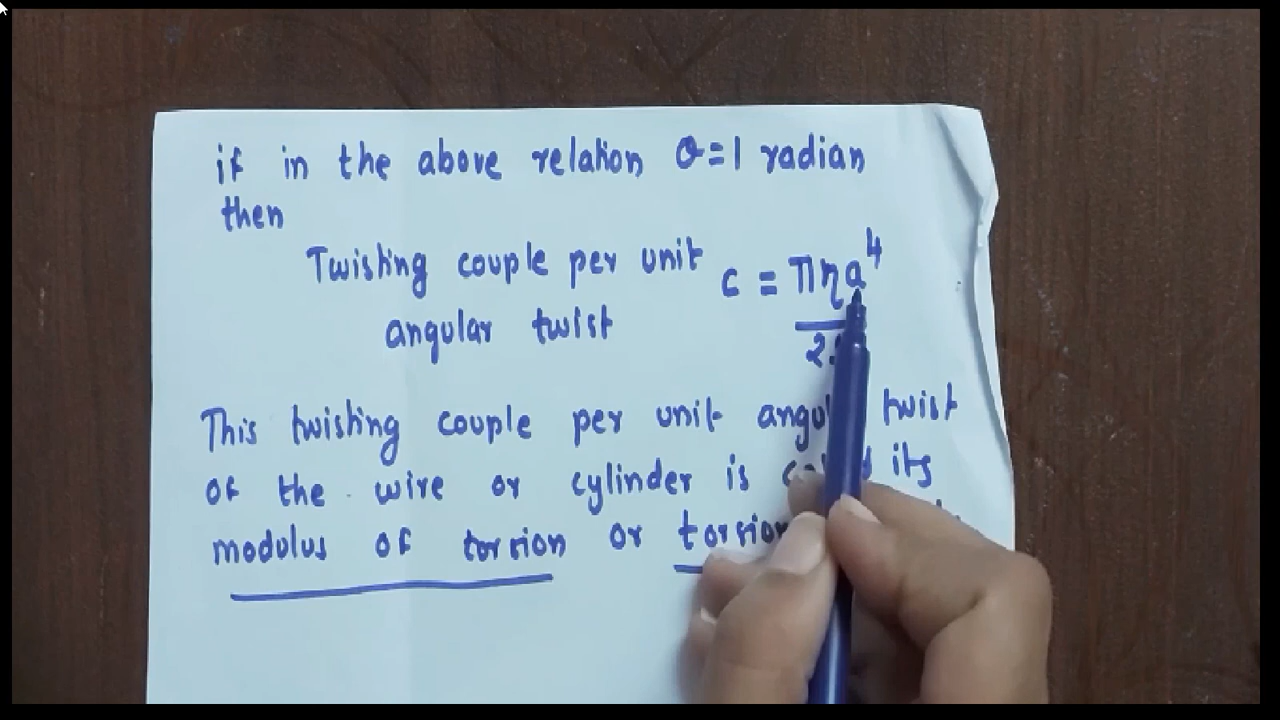 if in the above relation θ=1 radian
then
Twisting couple per unit
angular twist
c = πηa⁴
2
This twisting couple per unit twist
of the wire or cylinder is its
modulus of torsion or